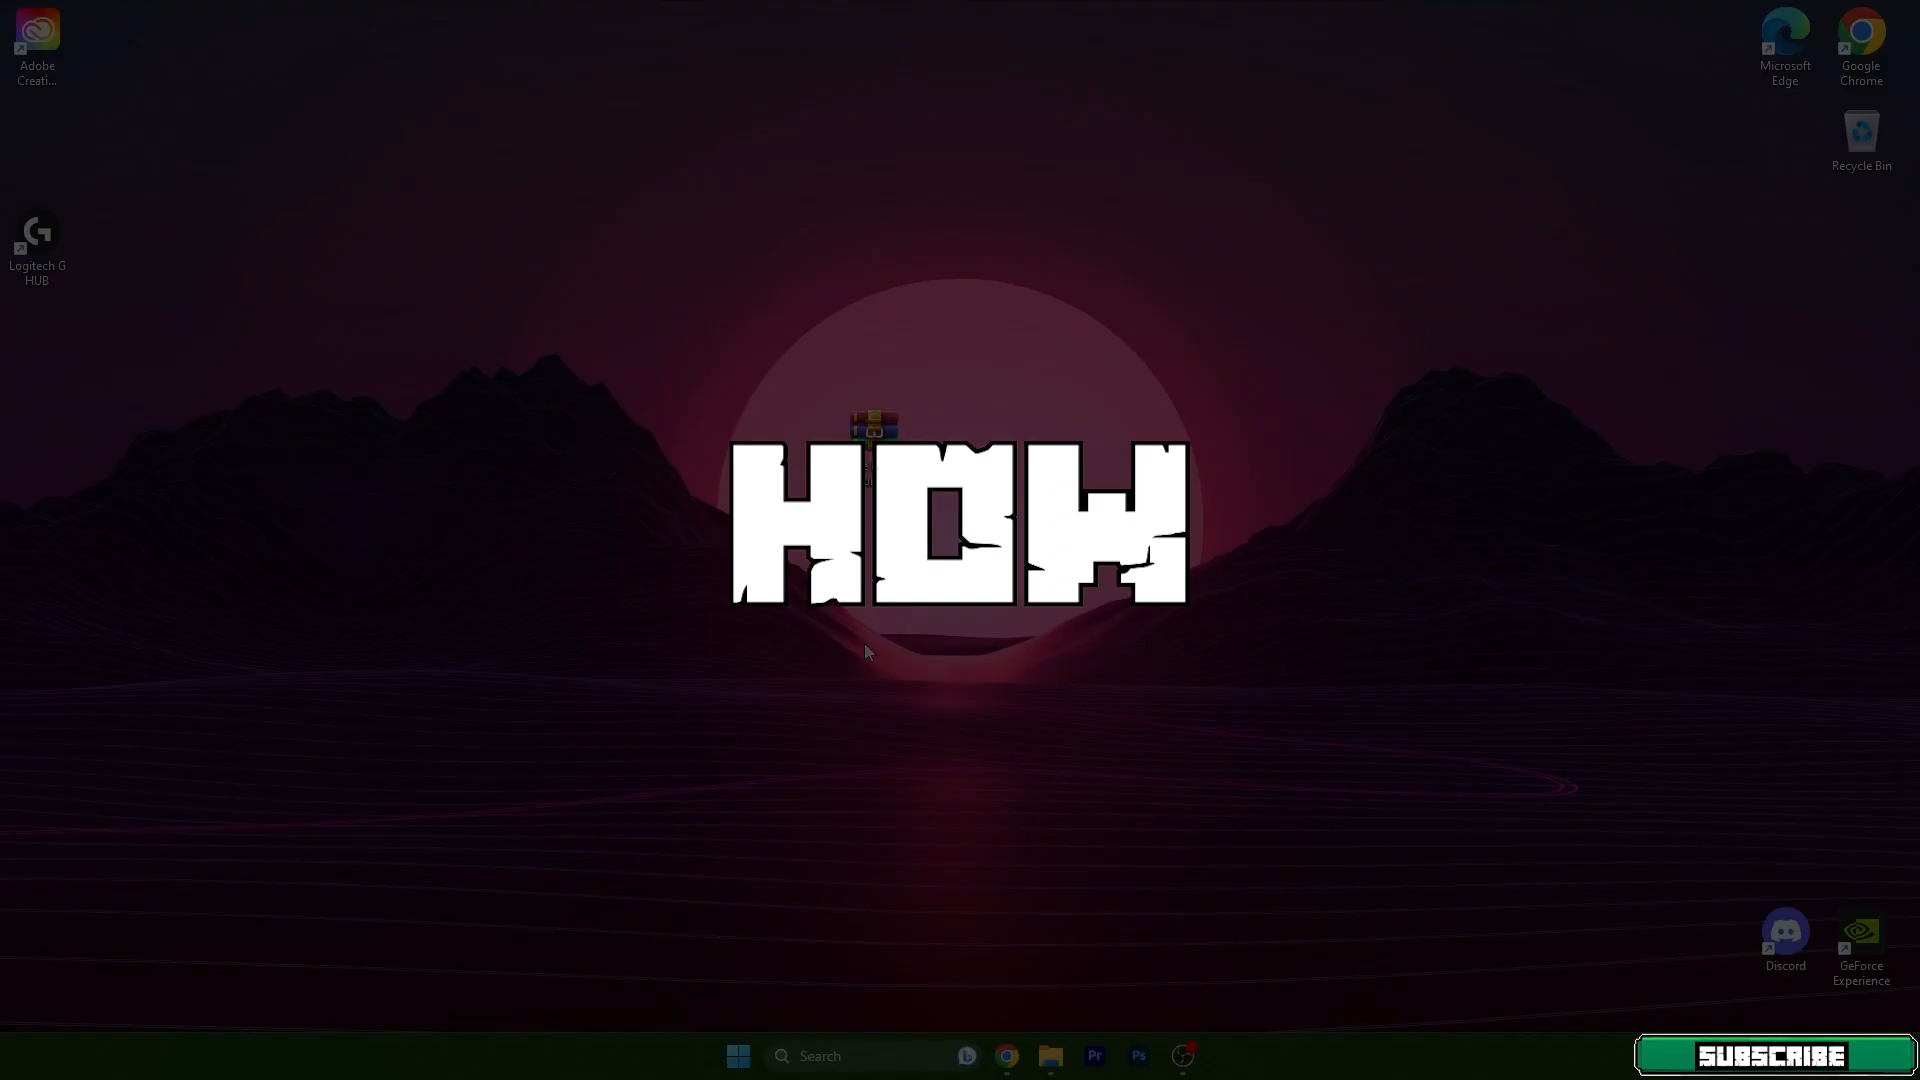 Adobe
Creati...
Microsoft
Edge
Google
Chrome
Recycle Bin
Logitech G
HUB
HOW
Discord
GeForce
Experience
Search
Pr
Ps
SUBSCRIBE